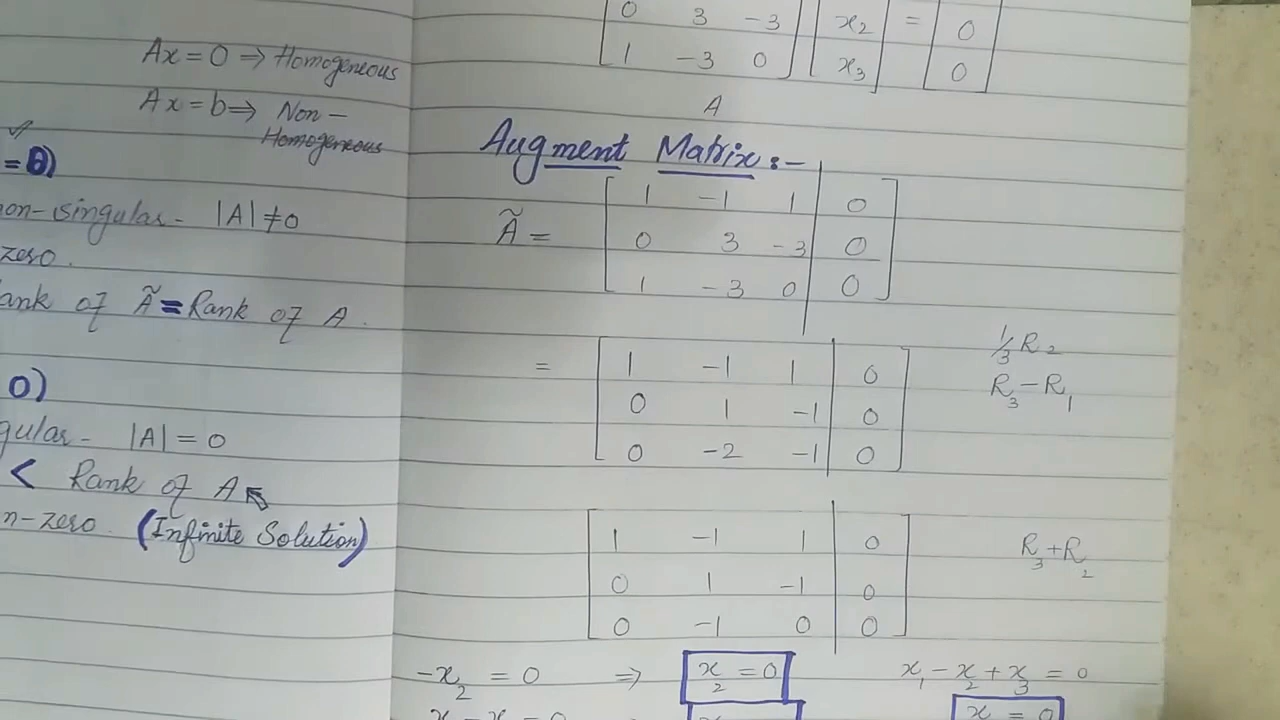 Ax = 0 ⇒ Homogeneous
Ax = b ⇒ Non-
Homogeneous
= 0)
non-singular - |A| ≠ 0
zero.
Rank of Ã = Rank of A.
0)
gular - |A| = 0
< Rank of A
n-zero. (Infinite Solution)
0 3 -3 x₂ = 0
1 -3 0 x₃ 0
A
Augment Matrix :-
1 -1 1 0
Ã = 0 3 -3 0
1 -3 0 0
1/3 R₂
= 1 -1 1 0
R₃ - R₁
0 1 -1 0
0 -2 -1 0
1 -1 1 0 R₃ + R₂
0 1 -1 0
0 -1 0 0
-x₂ = 0 ⇒ x₂ = 0 x₁ - x₂ + x₃ = 0